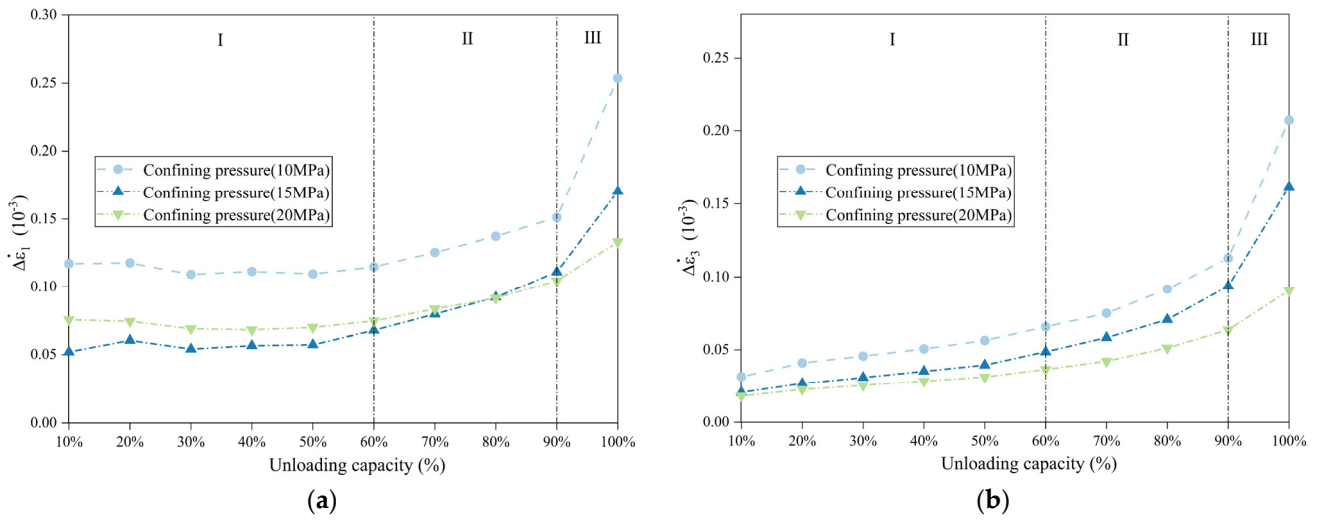 0.30
0.25
0.20
0.15
0.10
0.05
0.00
Δε̇₁ (10⁻³)
I
II
III
Confining pressure(10MPa)
Confining pressure(15MPa)
Confining pressure(20MPa)
10% 20% 30% 40% 50% 60% 70% 80% 90% 100%
Unloading capacity (%)
(a)
0.25
0.20
0.15
0.10
0.05
0.00
Δε̇₃ (10⁻³)
I
II
III
Confining pressure(10MPa)
Confining pressure(15MPa)
Confining pressure(20MPa)
10% 20% 30% 40% 50% 60% 70% 80% 90% 100%
Unloading capacity (%)
(b)